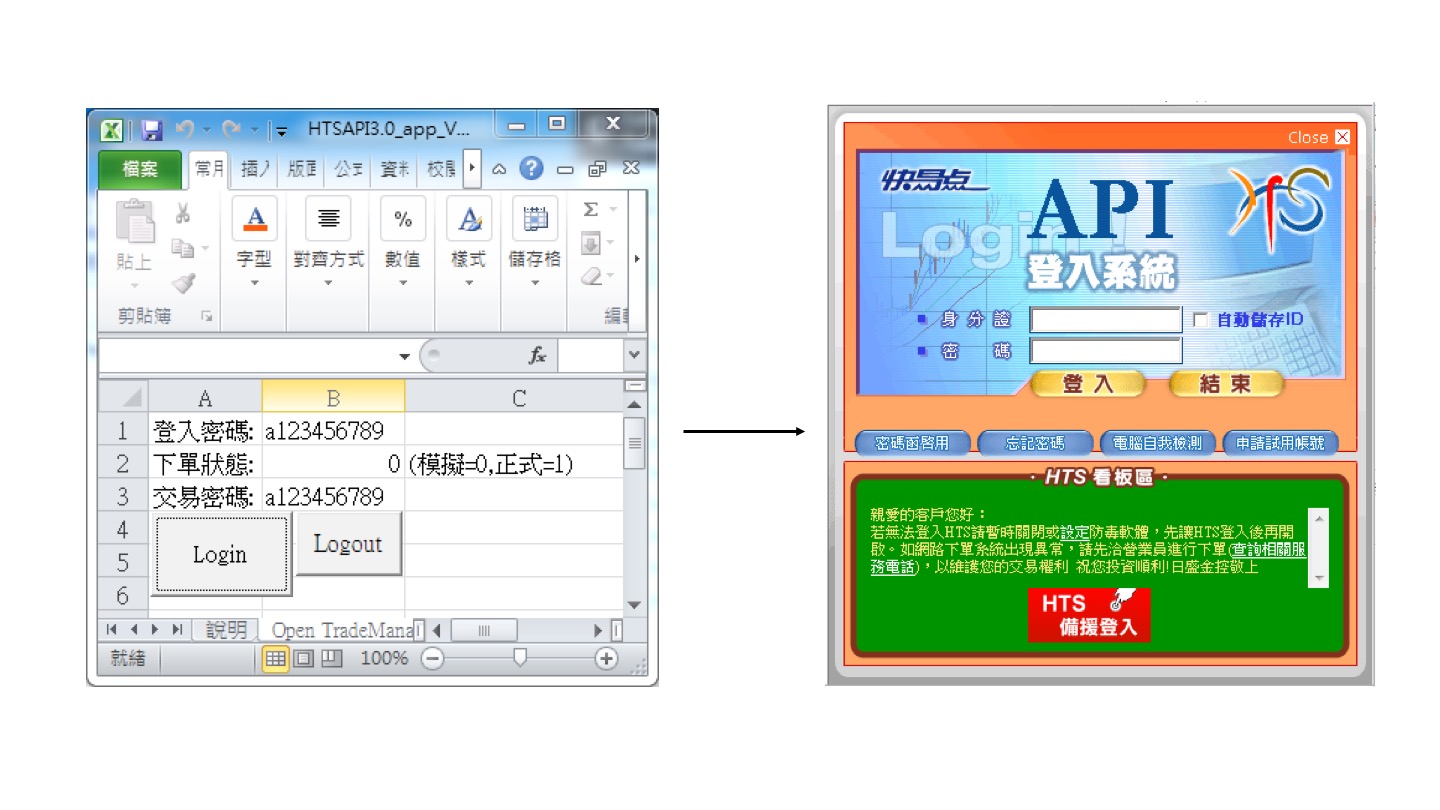 HTSAPI3.0_app_V...
檔案 常用 插入 版面 公式 資料 校閱
貼上
字型 對齊方式 數值 樣式 儲存格
剪貼簿
fx
A B C
1 登入密碼: a123456789
2 下單狀態: 0 (模擬=0,正式=1)
3 交易密碼: a123456789
4
5
6
Login
Logout
說明 Open TradeMana
就緒 100%
Close
快易点
Login
API
HTS
登入系統
身分證 自動儲存ID
密 碼
登入 結束
密碼函啓用 忘記密碼 電腦自我檢測 申請試用帳號
· HTS 看板區 ·
親愛的客戶您好：
若無法登入HTS請暫時關閉或設定防毒軟體，先讓HTS登入後再開
啟。如網路下單系統出現異常，請先洽營業員進行下單(查詢相關服
務電話)，以維護您的交易權利 祝您投資順利!日盛金控敬上
HTS
備援登入